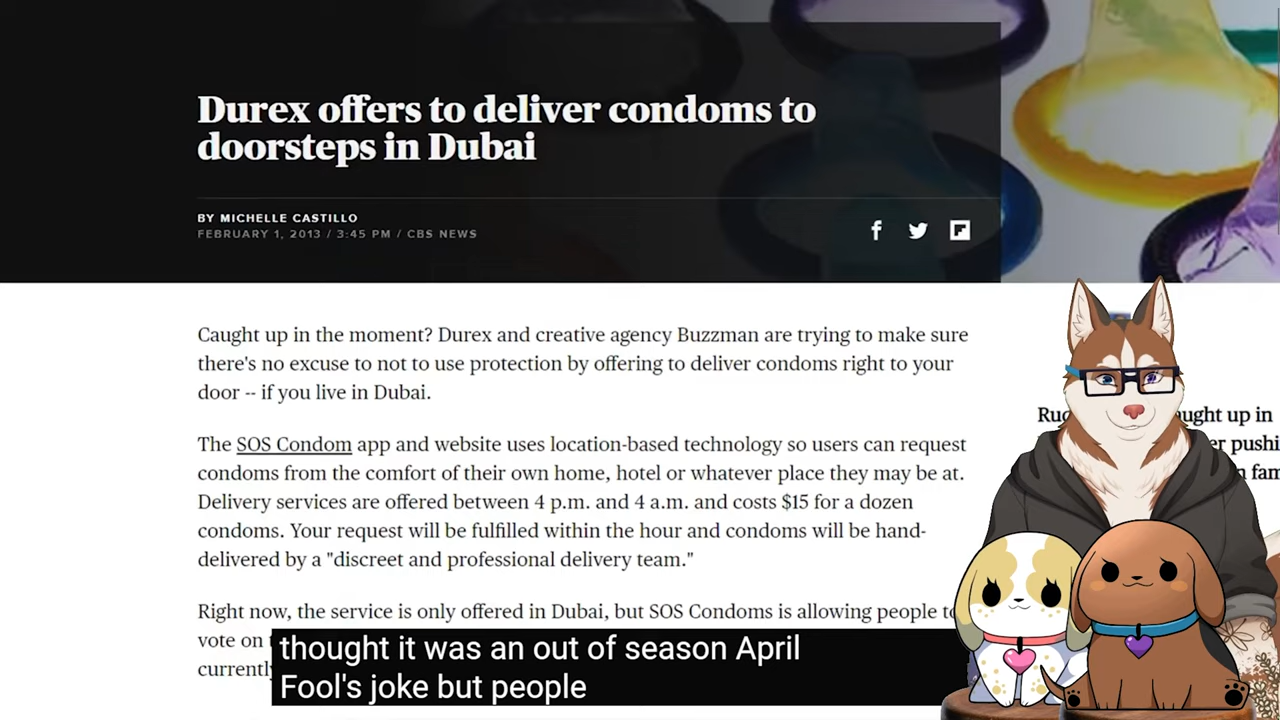 Durex offers to deliver condoms to
doorsteps in Dubai
BY MICHELLE CASTILLO
FEBRUARY 1, 2013 / 3:45 PM / CBS NEWS
Caught up in the moment? Durex and creative agency Buzzman are trying to make sure
there's no excuse to not to use protection by offering to deliver condoms right to your
door -- if you live in Dubai.
The SOS Condom app and website uses location-based technology so users can request
condoms from the comfort of their own home, hotel or whatever place they may be at.
Delivery services are offered between 4 p.m. and 4 a.m. and costs $15 for a dozen
condoms. Your request will be fulfilled within the hour and condoms will be hand-
delivered by a "discreet and professional delivery team."
Right now, the service is only offered in Dubai, but SOS Condoms is allowing people
vote on
up in
thought it was an out of season April
Fool's joke but people